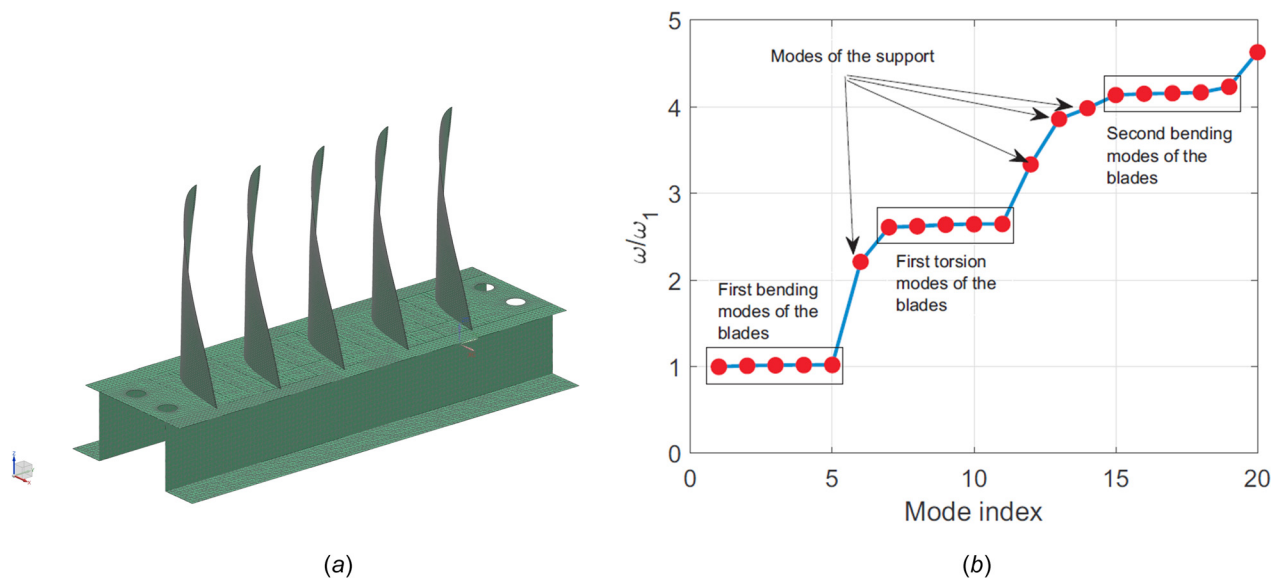 5
4
3
2
1
0
ω/ω1
Modes of the support
Second bending
modes of the
blades
First torsion
modes of the
blades
First bending
modes of the
blades
0 5 10 15 20
Mode index
(a)
(b)